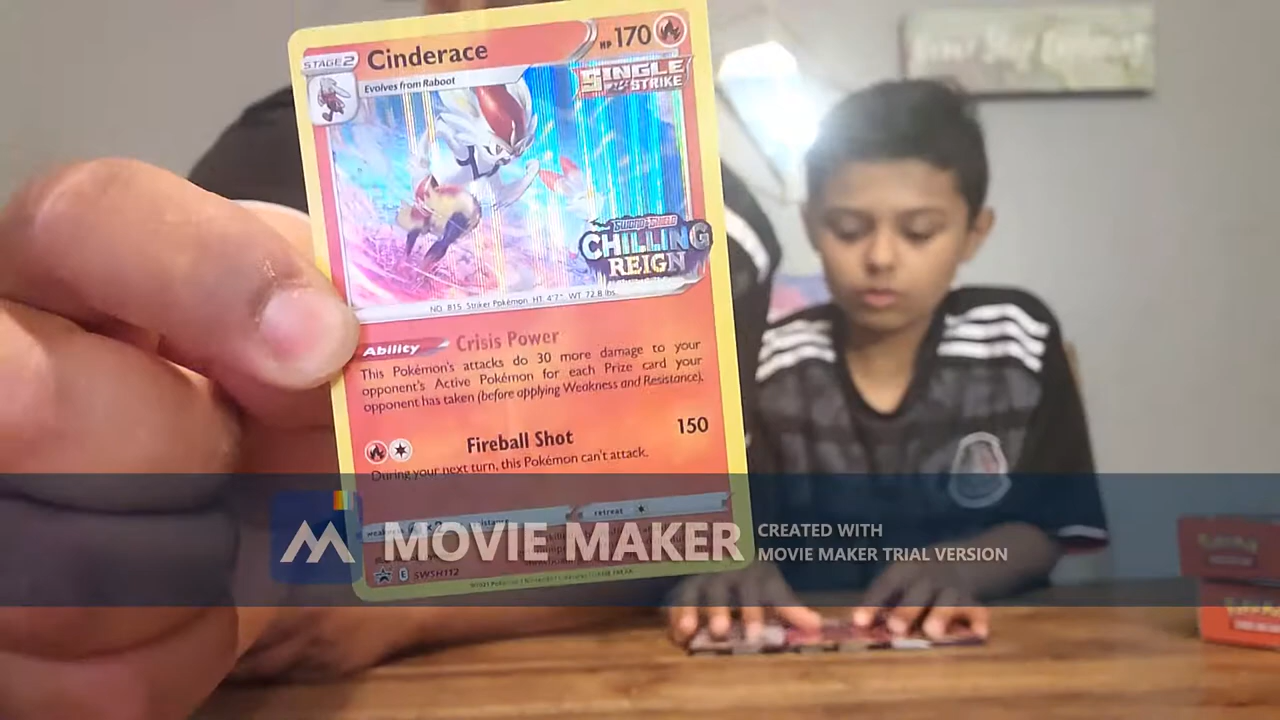 STAGE 2
Cinderace
HP 170
Evolves from Raboot
SINGLE
STRIKE
SWORD & SHIELD
CHILLING
REIGN
NO. 815 Striker Pokémon HT: 4'7" WT: 72.8 lbs.
Ability
Crisis Power
This Pokémon's attacks do 30 more damage to your
opponent's Active Pokémon for each Prize card your
opponent has taken (before applying Weakness and Resistance).
Fireball Shot
150
During your next turn, this Pokémon can't attack.
retreat
MOVIE MAKER
CREATED WITH
MOVIE MAKER TRIAL VERSION
E SWSH112